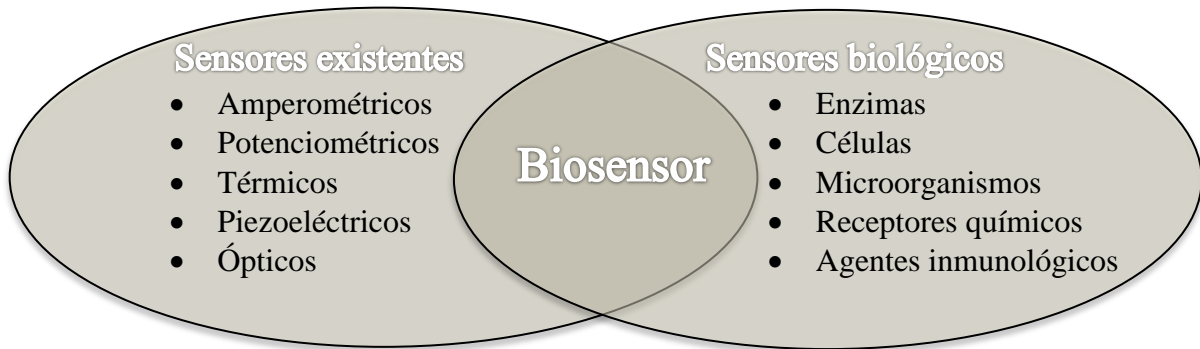 Sensores existentes
• Amperométricos
• Potenciométricos
• Térmicos
• Piezoeléctricos
• Ópticos
Biosensor
Sensores biológicos
• Enzimas
• Células
• Microorganismos
• Receptores químicos
• Agentes inmunológicos